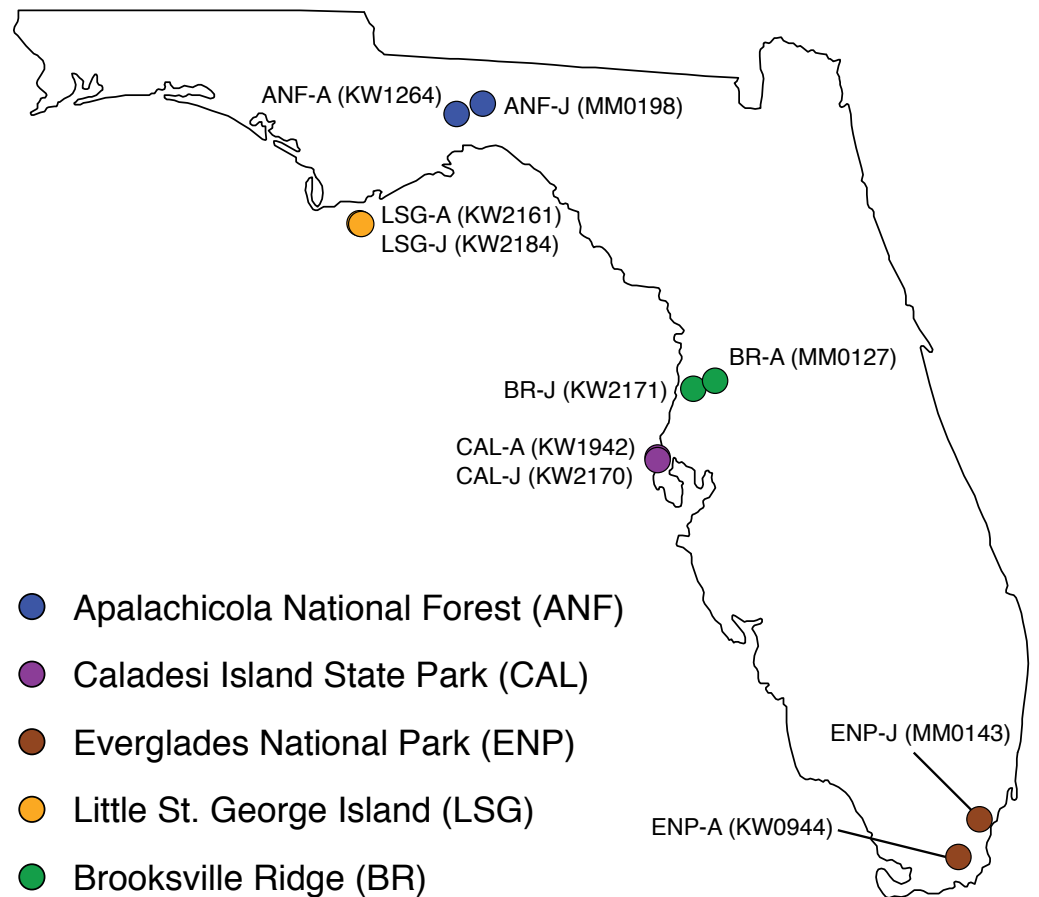 ANF-A (KW1264)
ANF-J (MM0198)
LSG-A (KW2161)
LSG-J (KW2184)
BR-A (MM0127)
BR-J (KW2171)
CAL-A (KW1942)
CAL-J (KW2170)
Apalachicola National Forest (ANF)
Caladesi Island State Park (CAL)
Everglades National Park (ENP)
Little St. George Island (LSG)
Brooksville Ridge (BR)
ENP-J (MM0143)
ENP-A (KW0944)